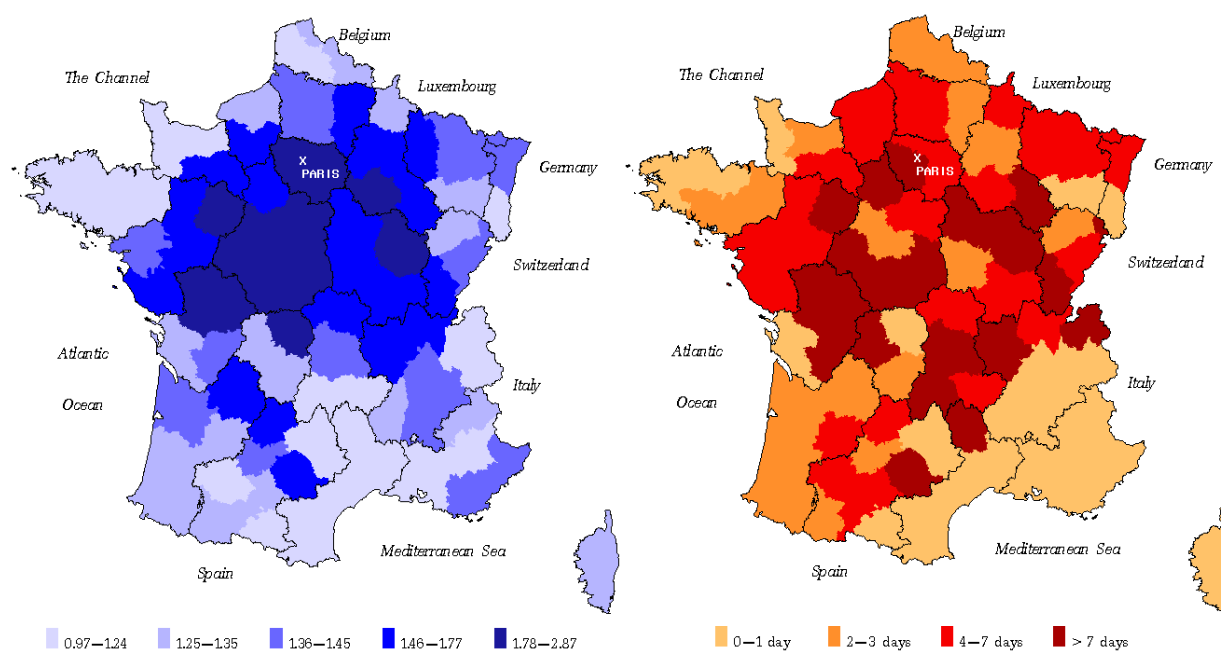 Belgium
The Channel
Luxembourg
X
PARIS
Germany
Switzerland
Atlantic
Ocean
Italy
Mediterranean Sea
Spain
0.97–1.24
1.25–1.35
1.36–1.45
1.46–1.77
1.78–2.87
Belgium
The Channel
Luxembourg
X
PARIS
Germany
Switzerland
Atlantic
Ocean
Italy
Mediterranean Sea
Spain
0–1 day
2–3 days
4–7 days
>7 days